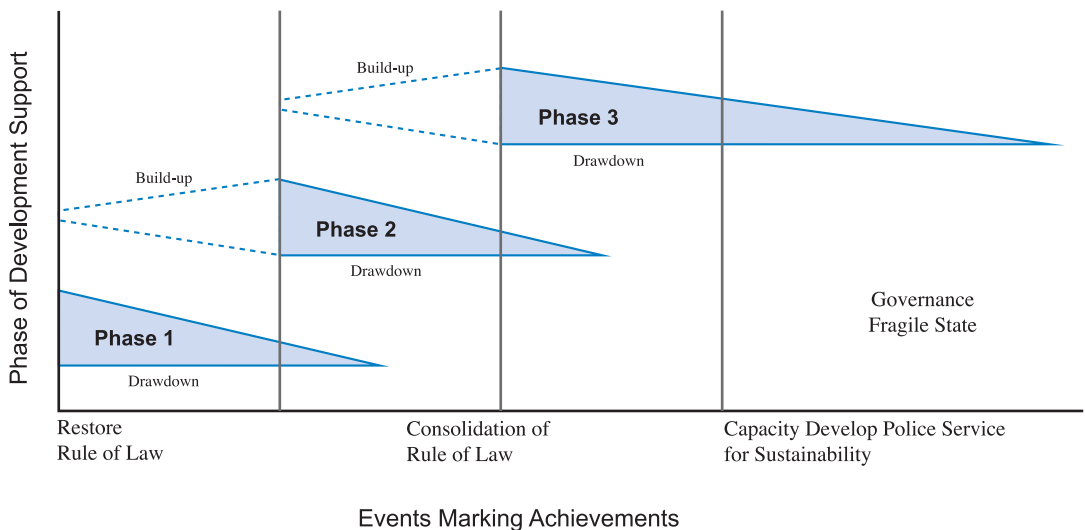 Phase of Development Support
Build-up
Phase 3
Drawdown
Build-up
Phase 2
Drawdown
Governance
Fragile State
Phase 1
Drawdown
Restore
Rule of Law
Consolidation of
Rule of Law
Capacity Develop Police Service
for Sustainability
Events Marking Achievements